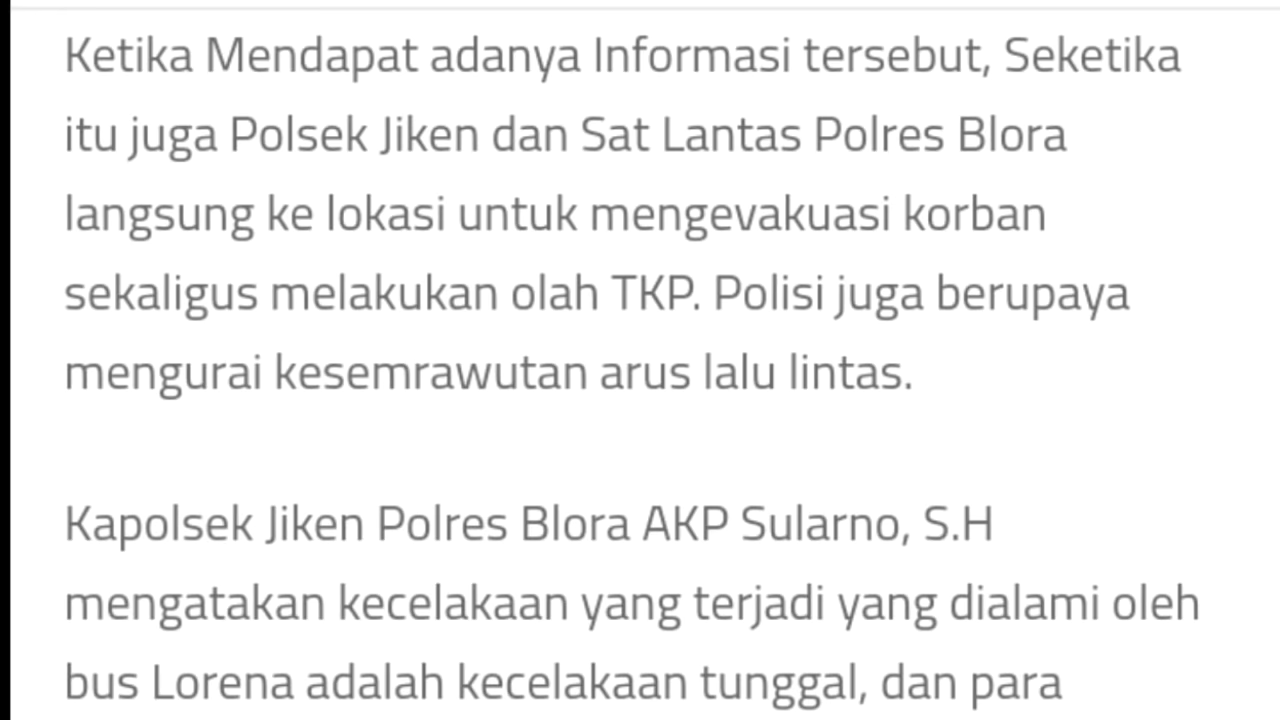 Ketika Mendapat adanya Informasi tersebut, Seketika
itu juga Polsek Jiken dan Sat Lantas Polres Blora
langsung ke lokasi untuk mengevakuasi korban
sekaligus melakukan olah TKP. Polisi juga berupaya
mengurai kesemrawutan arus lalu lintas.
Kapolsek Jiken Polres Blora AKP Sularno, S.H
mengatakan kecelakaan yang terjadi yang dialami oleh
bus Lorena adalah kecelakaan tunggal, dan para